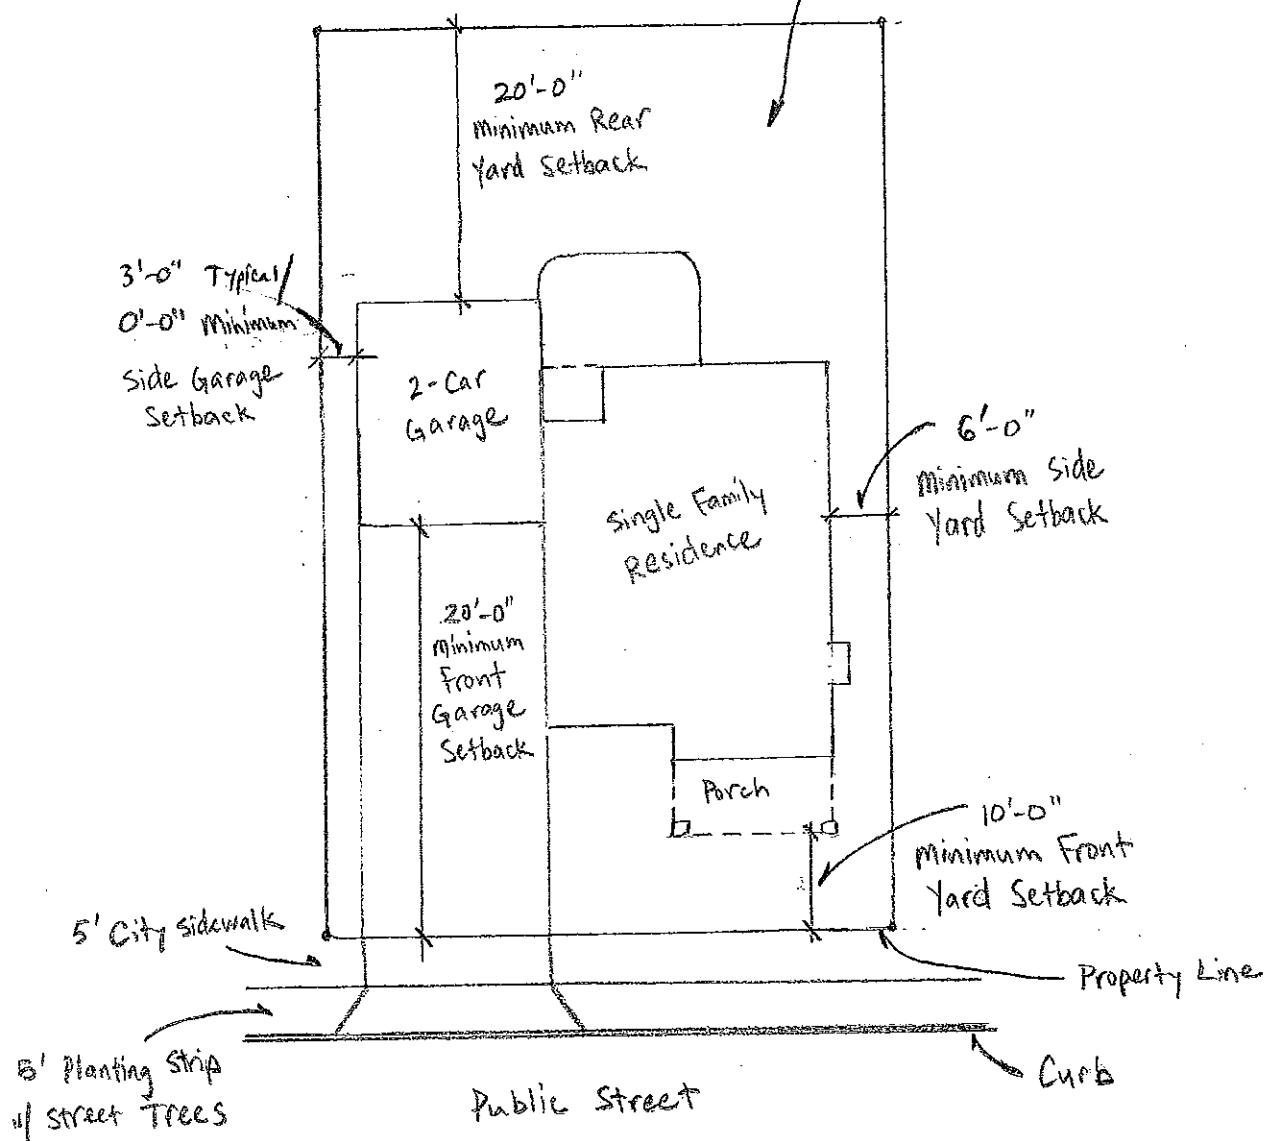 20'-0"
Minimum Rear
Yard Setback
3'-0" Typical/
0'-0" Minimum
Side Garage
Setback
2-Car
Garage
6'-0"
Minimum Side
Yard Setback
Single Family
Residence
20'-0"
Minimum
Front
Garage
Setback
Porch
10'-0"
Minimum Front
Yard Setback
5' City Sidewalk
Property Line
5' Planting Strip
w/ Street Trees
Curb
Public Street